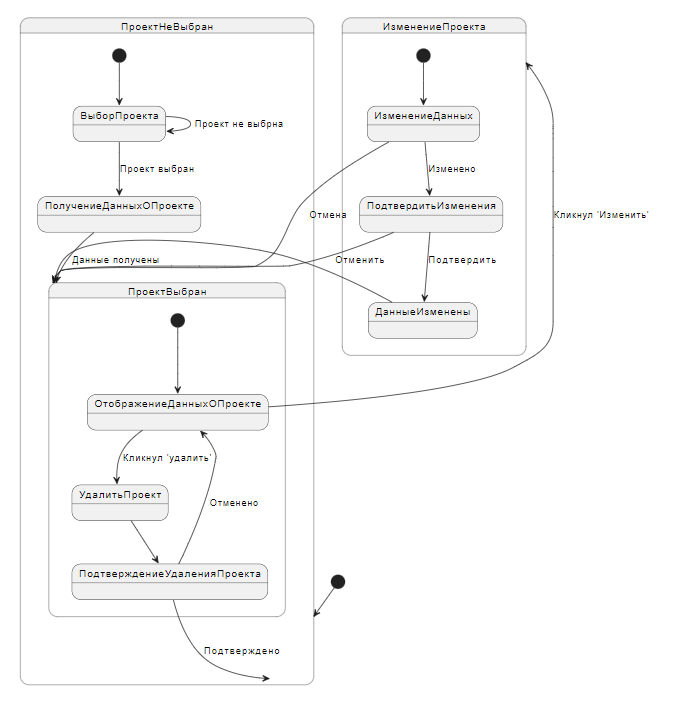 ПроектНеВыбран
ИзменениеПроекта
ВыборПроекта
ИзменениеДанных
Проект не выбрна
Проект выбран
Изменено
ПолучениеДанныхОПроекте
ПодтвердитьИзменения
Отмена
Кликнул 'Изменить'
Данные получены
Отменить
Подтвердить
ПроектВыбран
ДанныеИзменены
ОтображениеДанныхОПроекте
Кликнул 'удалить'
УдалитьПроект
Отменено
ПодтверждениеУдаленияПроекта
Подтверждено